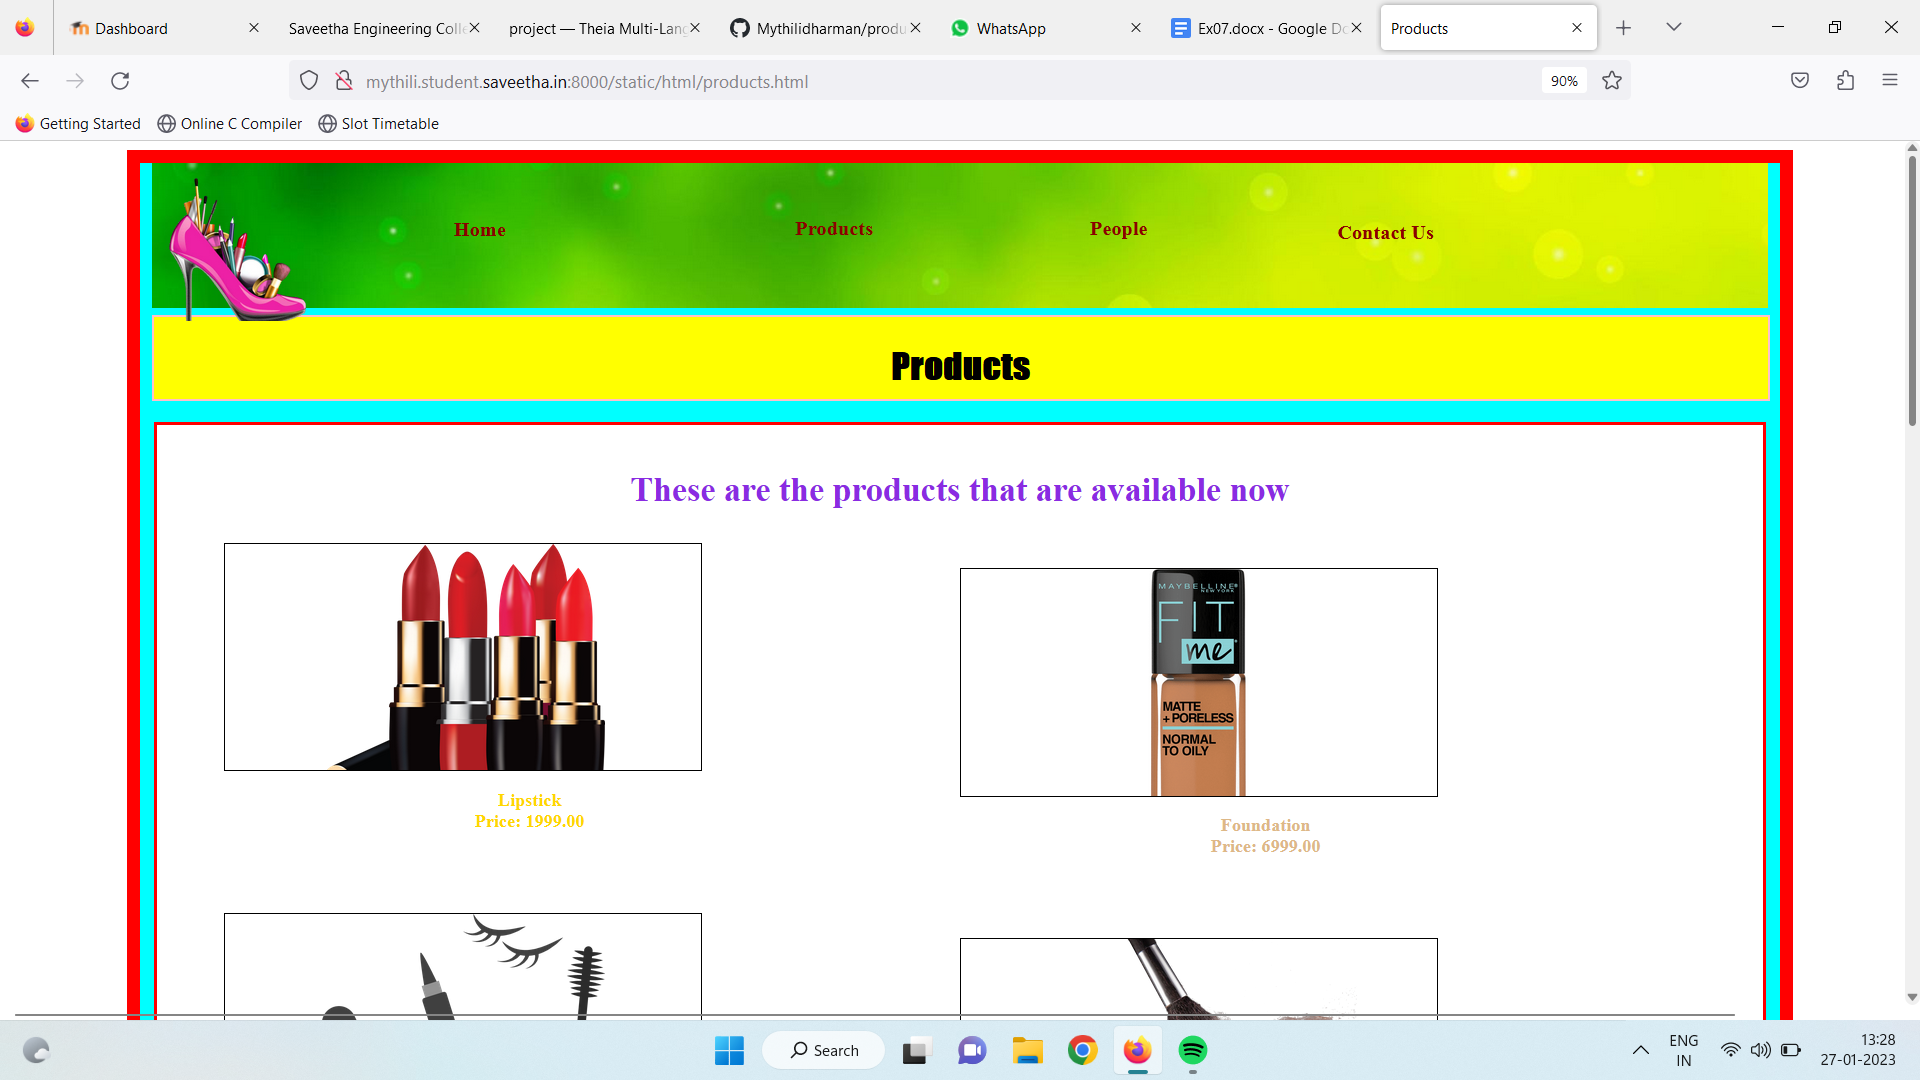 Dashboard
Saveetha Engineering Colle
project — Theia Multi-Lang
Mythilidharman/produ
WhatsApp
Ex07.docx - Google Do
Products
mythili.student.saveetha.in:8000/static/html/products.html
90%
Getting Started
Online C Compiler
Slot Timetable
Home
Products
People
Contact Us
Products
These are the products that are available now
MAYBELLINE
NEW YORK
FIT
me
MATTE
+ PORELESS
NORMAL
TO OILY
Lipstick
Price: 1999.00
Foundation
Price: 6999.00
Search
ENG
IN
13:28
27-01-2023